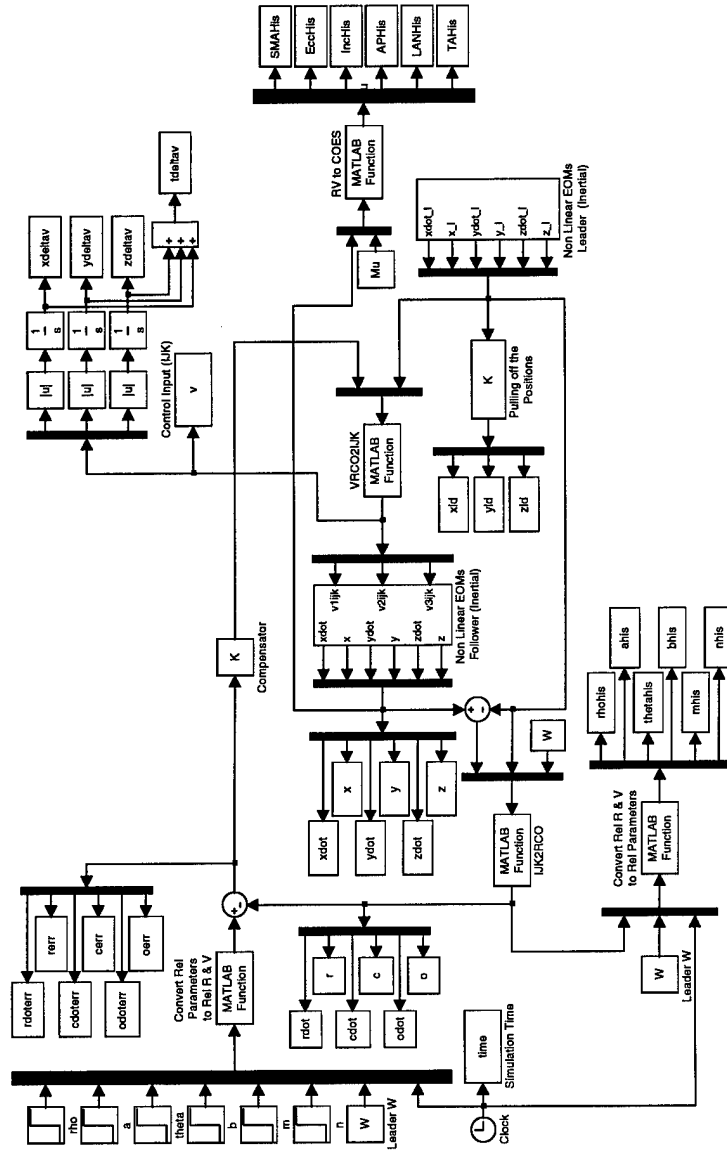 rho
a
theta
b
m
n
W
Leader W
Clock
time
Simulation Time
Convert Rel
Parameters
to Rel R & V
MATLAB
Function
rdoterr
rerr
cdoterr
cerr
odoterr
oerr
+
-
rdot
r
cdot
c
odot
o
K
Compensator
xdot
x
ydot
y
zdot
z
MATLAB
Function
IJK2RCO
W
+
-
W
Leader W
Convert Rel R & V
to Rel Parameters
MATLAB
Function
rhohis
ahis
thetahis
bhis
mhis
nhis
xdot
x
ydot
y
zdot
z
v1ijk
v2ijk
v3ijk
Non Linear EOMs
Follower (Inertial)
VRCO2IJK
MATLAB
Function
Control Input (IJK)
v
|u|
|u|
|u|
1
s
1
s
1
s
xdeltav
ydeltav
zdeltav
+
+
+
tdeltav
xld
yld
zld
K
Pulling off the
Positions
Mu
xdot_l
x_l
ydot_l
y_l
zdot_l
z_l
Non Linear EOMs
Leader (Inertial)
RV to COES
MATLAB
Function
u
SMAHis
EccHis
IncHis
APHis
LANHis
TAHis